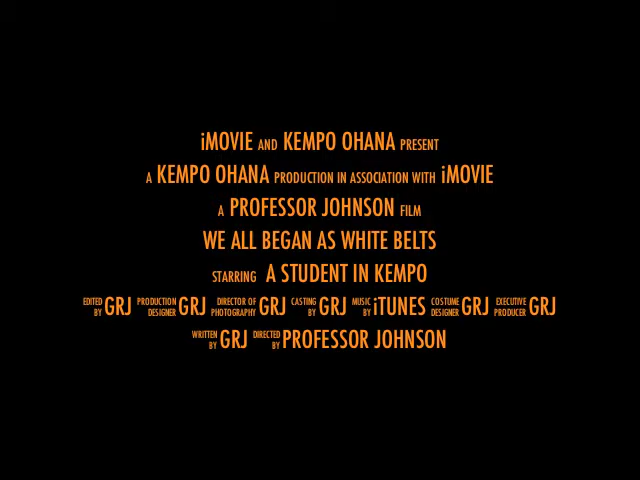 iMOVIE AND KEMPO OHANA PRESENT
A KEMPO OHANA PRODUCTION IN ASSOCIATION WITH iMOVIE
A PROFESSOR JOHNSON FILM
WE ALL BEGAN AS WHITE BELTS
STARRING A STUDENT IN KEMPO
EDITED BY GRJ PRODUCTION DESIGNER GRJ DIRECTOR OF PHOTOGRAPHY GRJ CASTING BY GRJ MUSIC BY iTUNES COSTUME DESIGNER GRJ EXECUTIVE PRODUCER GRJ
WRITTEN BY GRJ DIRECTED BY PROFESSOR JOHNSON